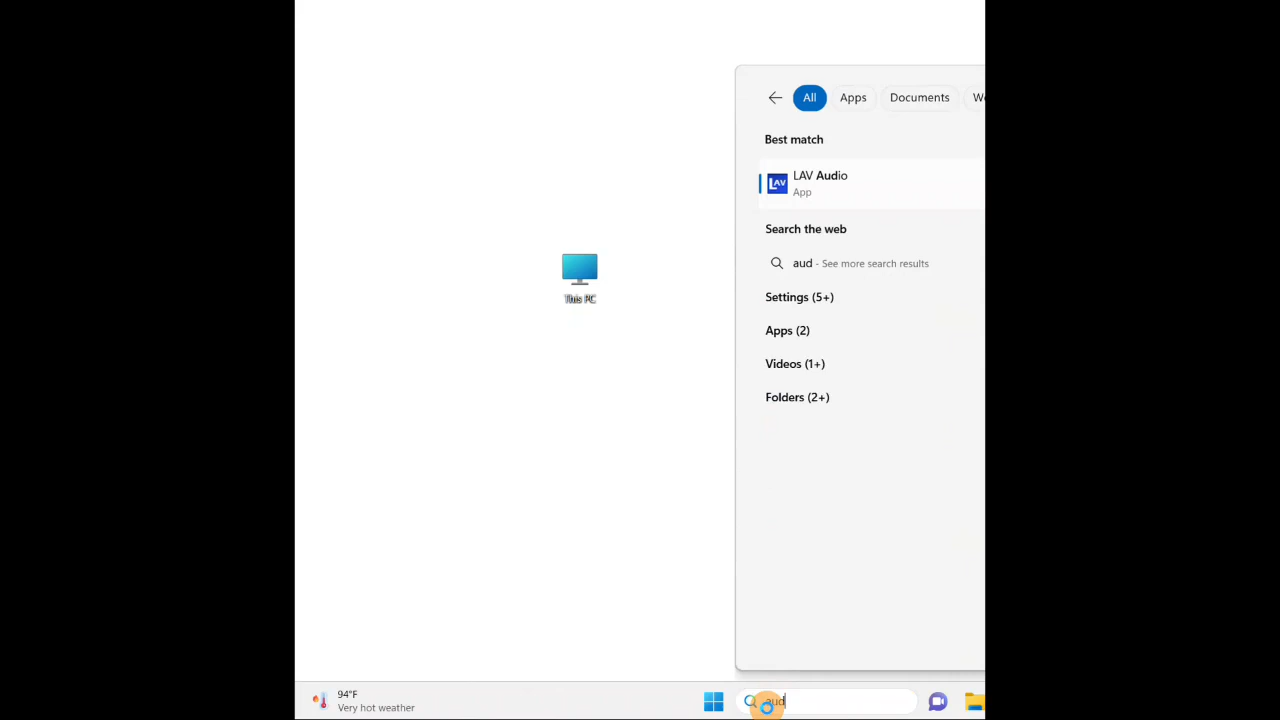 All Apps Documents
Best match
LAV
LAV Audio
App
Search the web
aud - See more search results
This PC
Settings (5+)
Apps (2)
Videos (1+)
Folders (2+)
94°F
Very hot weather
aud